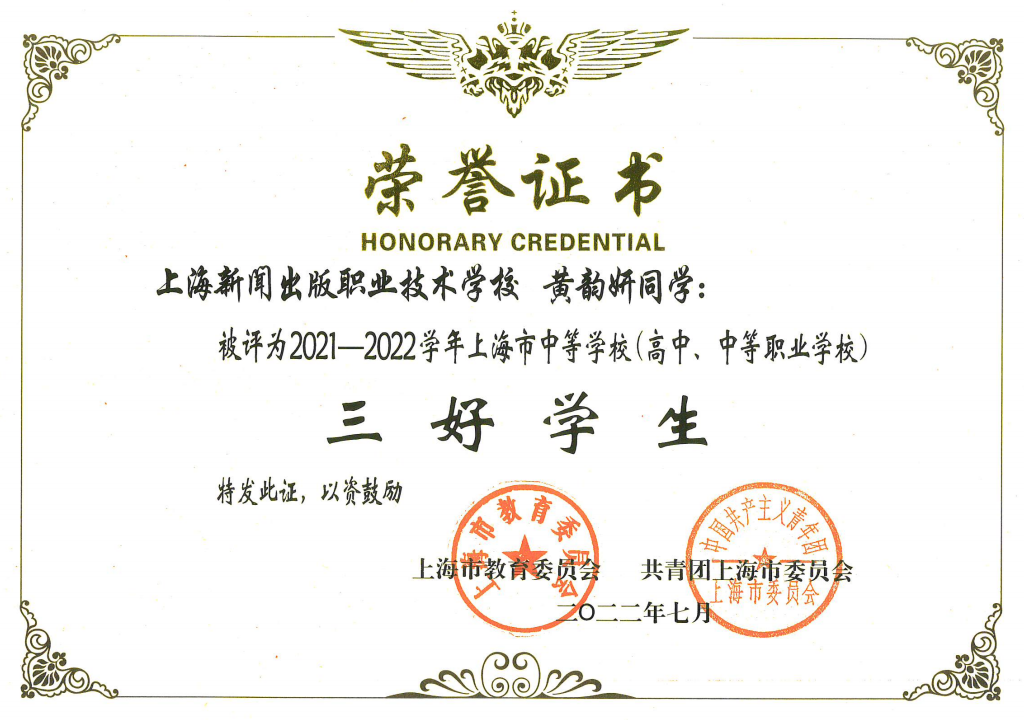 荣誉证书
HONORARY CREDENTIAL
上海新闻出版职业技术学校 黄韵妍同学：
被评为2021—2022学年上海市中等学校(高中、中等职业学校)
三好学生
特发此证，以资鼓励
上海市教育委员会 共青团上海市委员会
二〇二二年七月
上海市教育委员会
中国共产主义青年团
上海市委员会